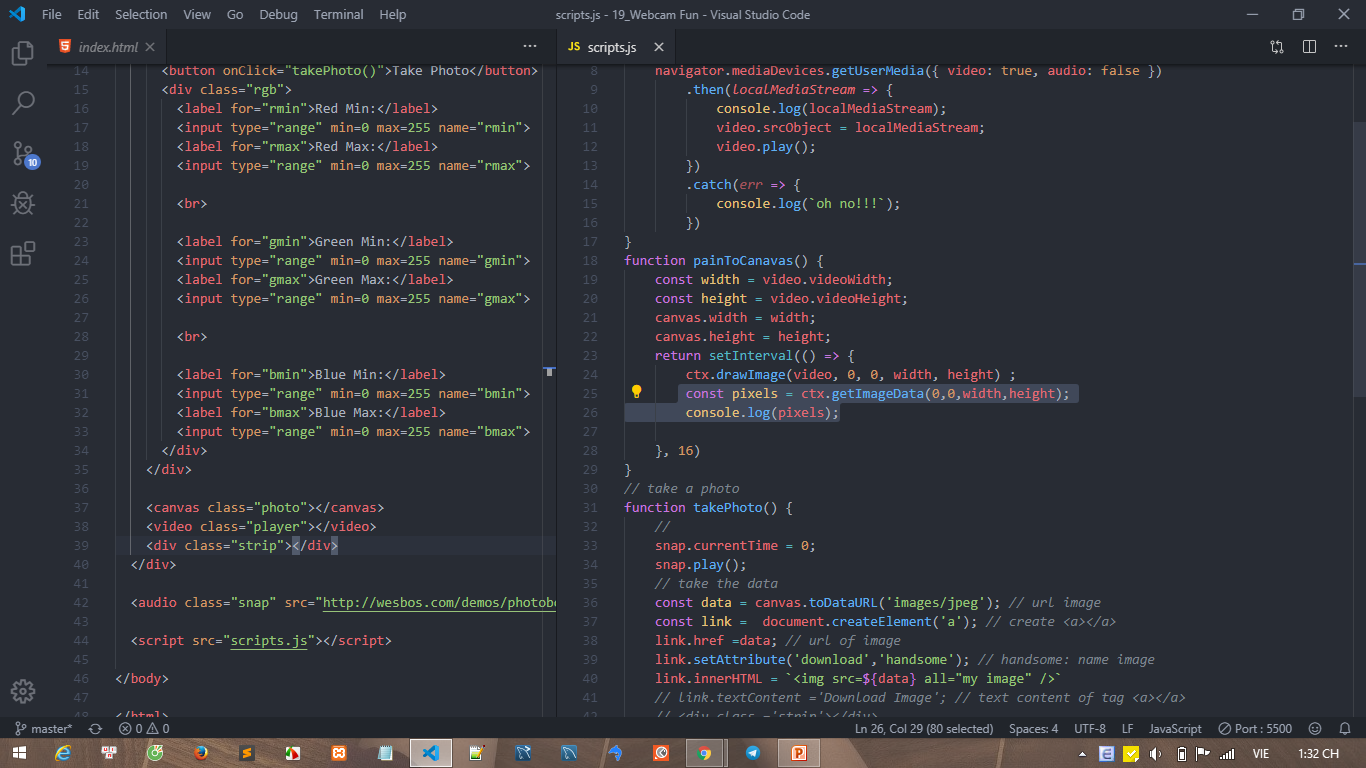 File Edit Selection View Go Debug Terminal Help
scripts.js - 19_Webcam Fun - Visual Studio Code
index.html
14 <button onClick="takePhoto()">Take Photo</button>
15 <div class="rgb">
16 <label for="rmin">Red Min:</label>
17 <input type="range" min=0 max=255 name="rmin">
18 <label for="rmax">Red Max:</label>
19 <input type="range" min=0 max=255 name="rmax">
20
21 <br>
22
23 <label for="gmin">Green Min:</label>
24 <input type="range" min=0 max=255 name="gmin">
25 <label for="gmax">Green Max:</label>
26 <input type="range" min=0 max=255 name="gmax">
27
28 <br>
29
30 <label for="bmin">Blue Min:</label>
31 <input type="range" min=0 max=255 name="bmin">
32 <label for="bmax">Blue Max:</label>
33 <input type="range" min=0 max=255 name="bmax">
34 </div>
35 </div>
36
37 <canvas class="photo"></canvas>
38 <video class="player"></video>
39 <div class="strip"></div>
40 </div>
41
42 <audio class="snap" src="http://wesbos.com/demos/photobo
43
44 <script src="scripts.js"></script>
45
46 </body>
47
48 </html>
JS scripts.js
8 navigator.mediaDevices.getUserMedia({ video: true, audio: false })
9 .then(localMediaStream => {
10 console.log(localMediaStream);
11 video.srcObject = localMediaStream;
12 video.play();
13 })
14 .catch(err => {
15 console.log(`oh no!!!`);
16 })
17 }
18 function painToCanavas() {
19 const width = video.videoWidth;
20 const height = video.videoHeight;
21 canvas.width = width;
22 canvas.height = height;
23 return setInterval(() => {
24 ctx.drawImage(video, 0, 0, width, height) ;
25 const pixels = ctx.getImageData(0,0,width,height);
26 console.log(pixels);
27
28 }, 16)
29 }
30 // take a photo
31 function takePhoto() {
32 //
33 snap.currentTime = 0;
34 snap.play();
35 // take the data
36 const data = canvas.toDataURL('images/jpeg'); // url image
37 const link =  document.createElement('a'); // create <a></a>
38 link.href =data; // url of image
39 link.setAttribute('download','handsome'); // handsome: name image
40 link.innerHTML = `<img src=${data} all="my image" />`
41 // link.textContent ='Download Image'; // text content of tag <a></a>
42 // <div class ='strip'></div>
10
master* 0 0 Ln 26, Col 29 (80 selected) Spaces: 4 UTF-8 LF JavaScript Port : 5500
VIE 1:32 CH